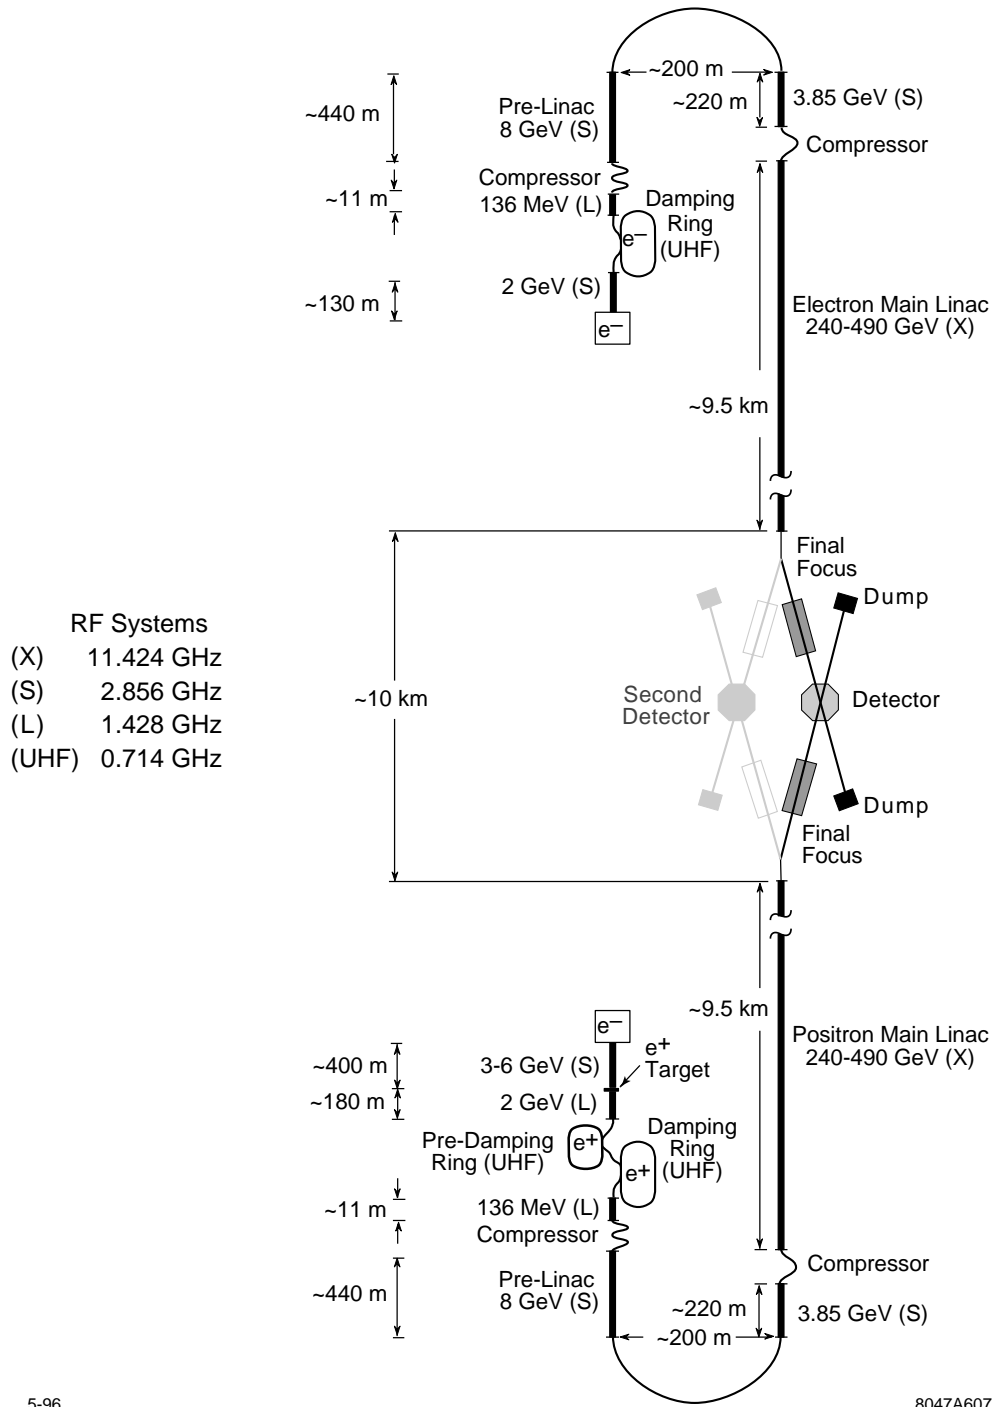 ~200 m
~440 m
Pre-Linac
8 GeV (S)
~220 m
3.85 GeV (S)
Compressor
Compressor
~11 m
136 MeV (L)
Damping
Ring
(UHF)
e–
~130 m
2 GeV (S)
e–
Electron Main Linac
240-490 GeV (X)
~9.5 km
Final
Focus
Dump
RF Systems
(X) 11.424 GHz
(S) 2.856 GHz
(L) 1.428 GHz
(UHF) 0.714 GHz
~10 km
Second
Detector
Detector
Dump
Final
Focus
~9.5 km
Positron Main Linac
240-490 GeV (X)
e–
~400 m
3-6 GeV (S)
e+
Target
~180 m
2 GeV (L)
Pre-Damping
Ring (UHF)
e+
Damping
Ring
(UHF)
e+
~11 m
136 MeV (L)
Compressor
Compressor
~440 m
Pre-Linac
8 GeV (S)
~220 m
3.85 GeV (S)
~200 m
5-96
8047A607